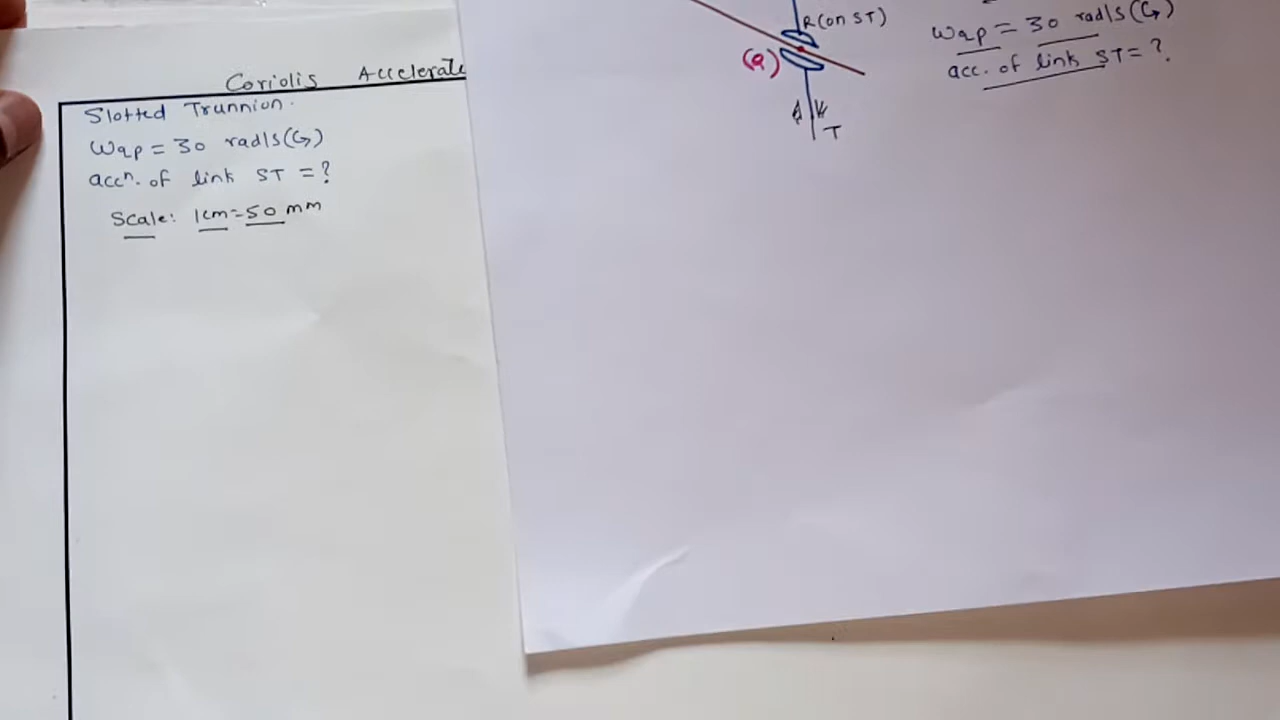 Coriolis Accelerate
Slotted Trunnion.
ωqp = 30 rad/s(↻)
accⁿ. of link ST = ?
Scale: 1cm = 50 mm
R(on ST)
(Q)
T
ωqp = 30 rad/s(↻)
acc. of link ST = ?